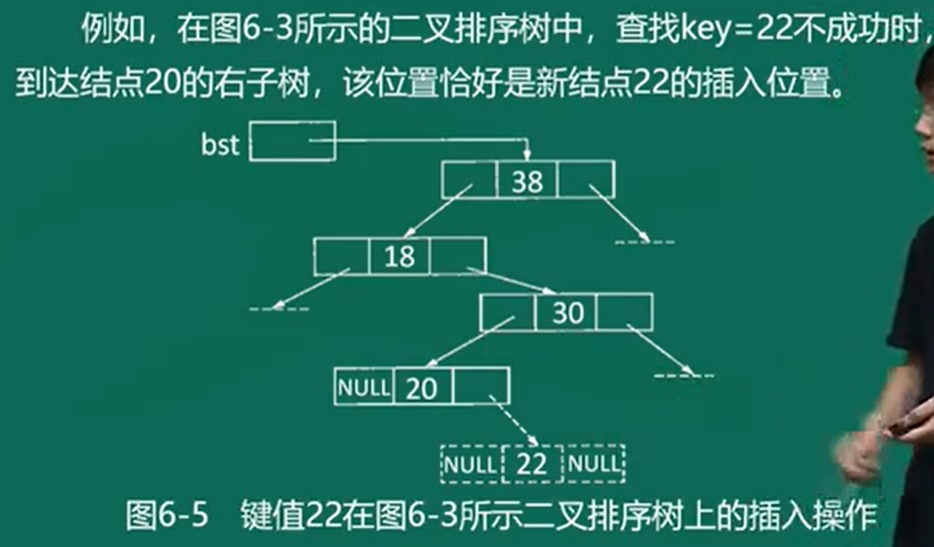 例如，在图6-3所示的二叉排序树中，查找key=22不成功时，
到达结点20的右子树，该位置恰好是新结点22的插入位置。
bst
38
18
30
NULL 20
NULL 22 NULL
图6-5 键值22在图6-3所示二叉排序树上的插入操作